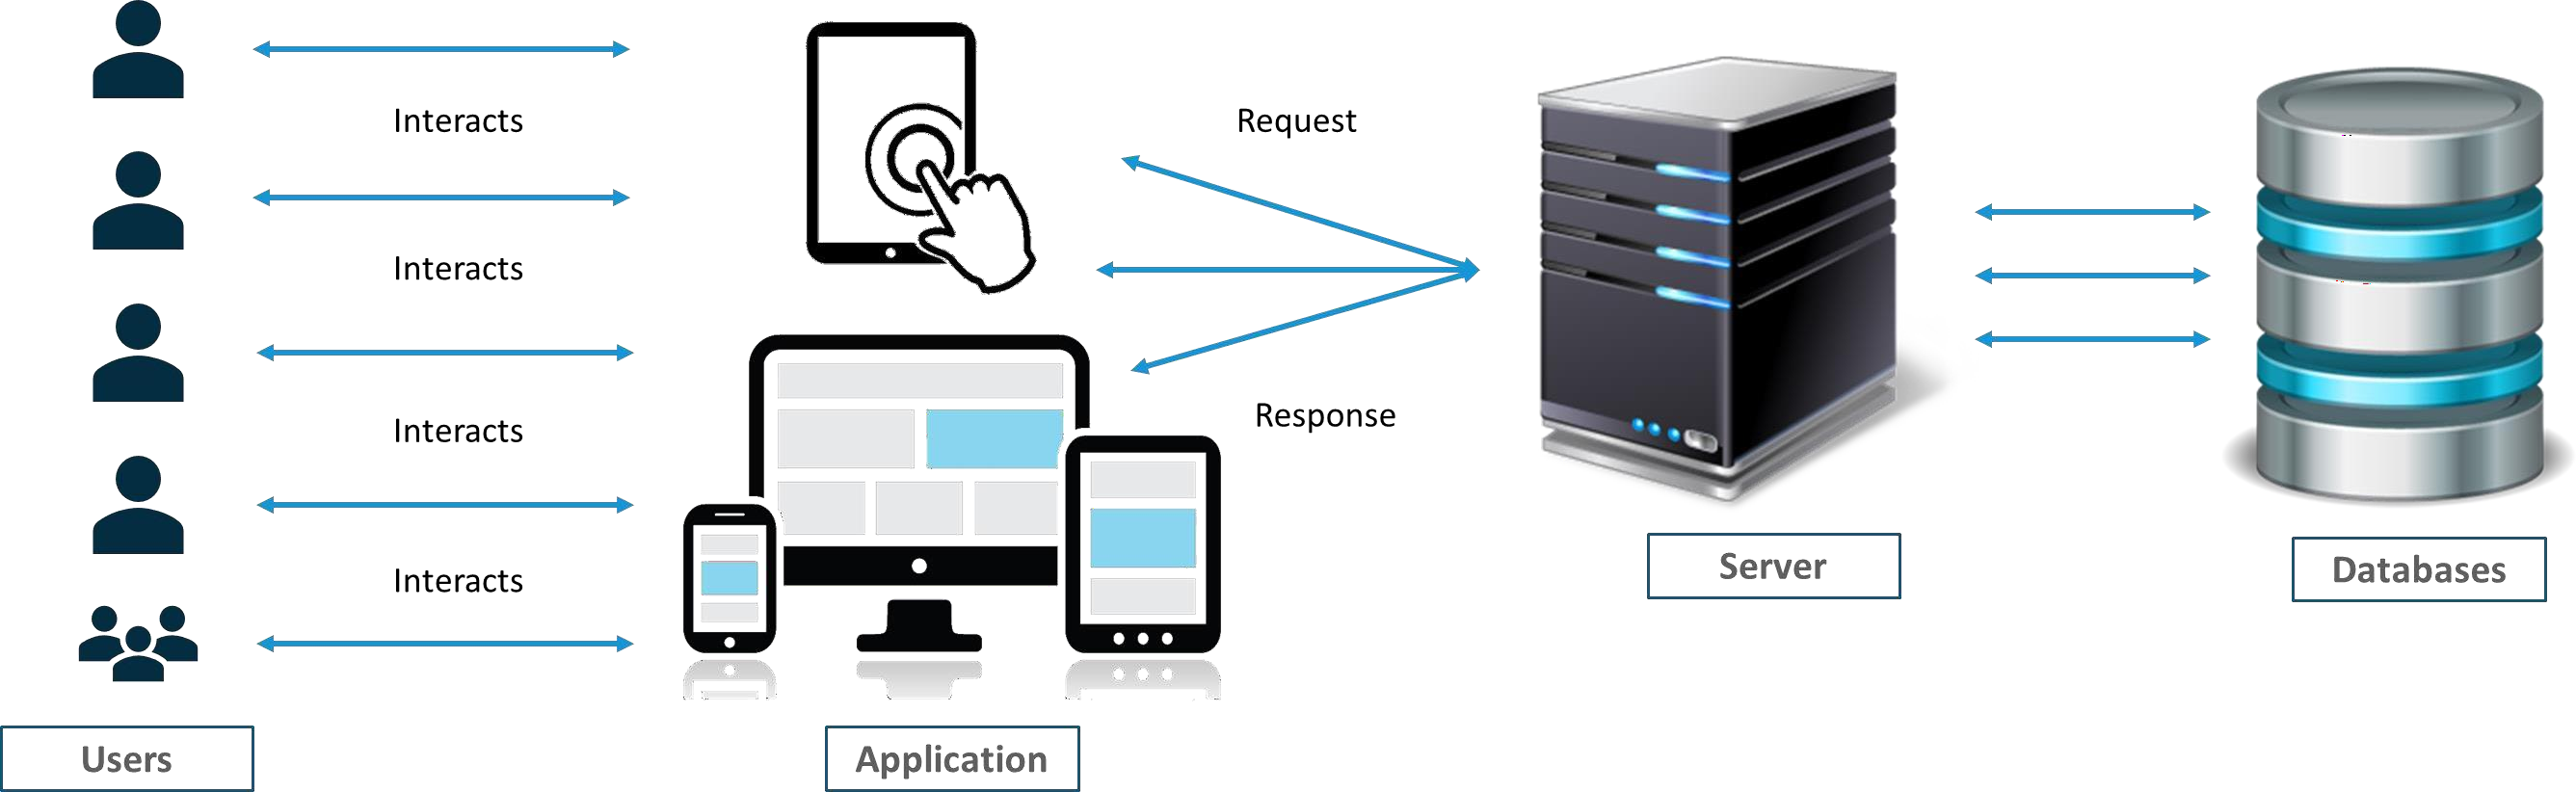 Interacts
Request
Interacts
Response
Interacts
Interacts
Server
Databases
Users
Application